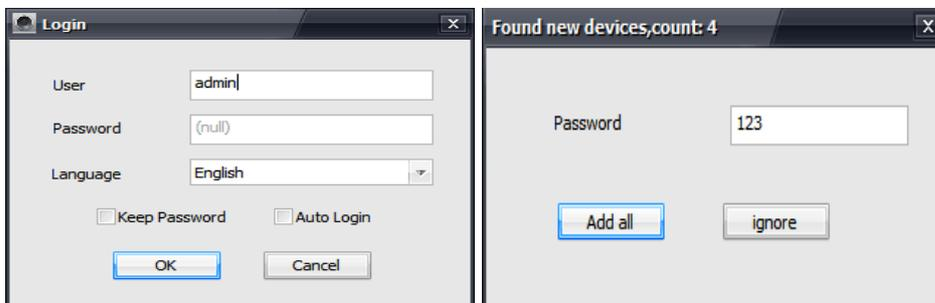 Login
User
admin
Password
(null)
Language
English
Keep Password
Auto Login
OK
Cancel
Found new devices,count: 4
Password
123
Add all
ignore